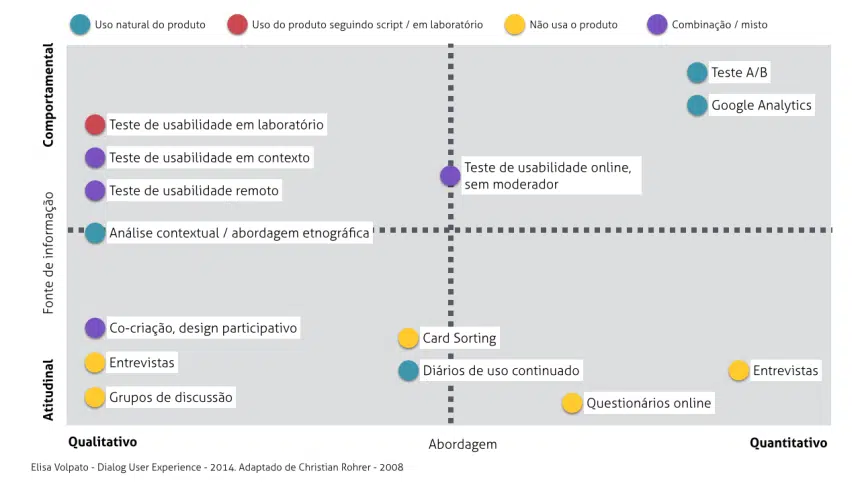 Uso natural do produto
Uso do produto seguindo script / em laboratório
Não usa o produto
Combinação / misto
Comportamental
Fonte de informação
Atitudinal
Teste A/B
Google Analytics
Teste de usabilidade em laboratório
Teste de usabilidade em contexto
Teste de usabilidade online,
sem moderador
Teste de usabilidade remoto
Análise contextual / abordagem etnográfica
Co-criação, design participativo
Card Sorting
Entrevistas
Diários de uso continuado
Entrevistas
Grupos de discussão
Questionários online
Qualitativo
Abordagem
Quantitativo
Elisa Volpato - Dialog User Experience - 2014. Adaptado de Christian Rohrer - 2008